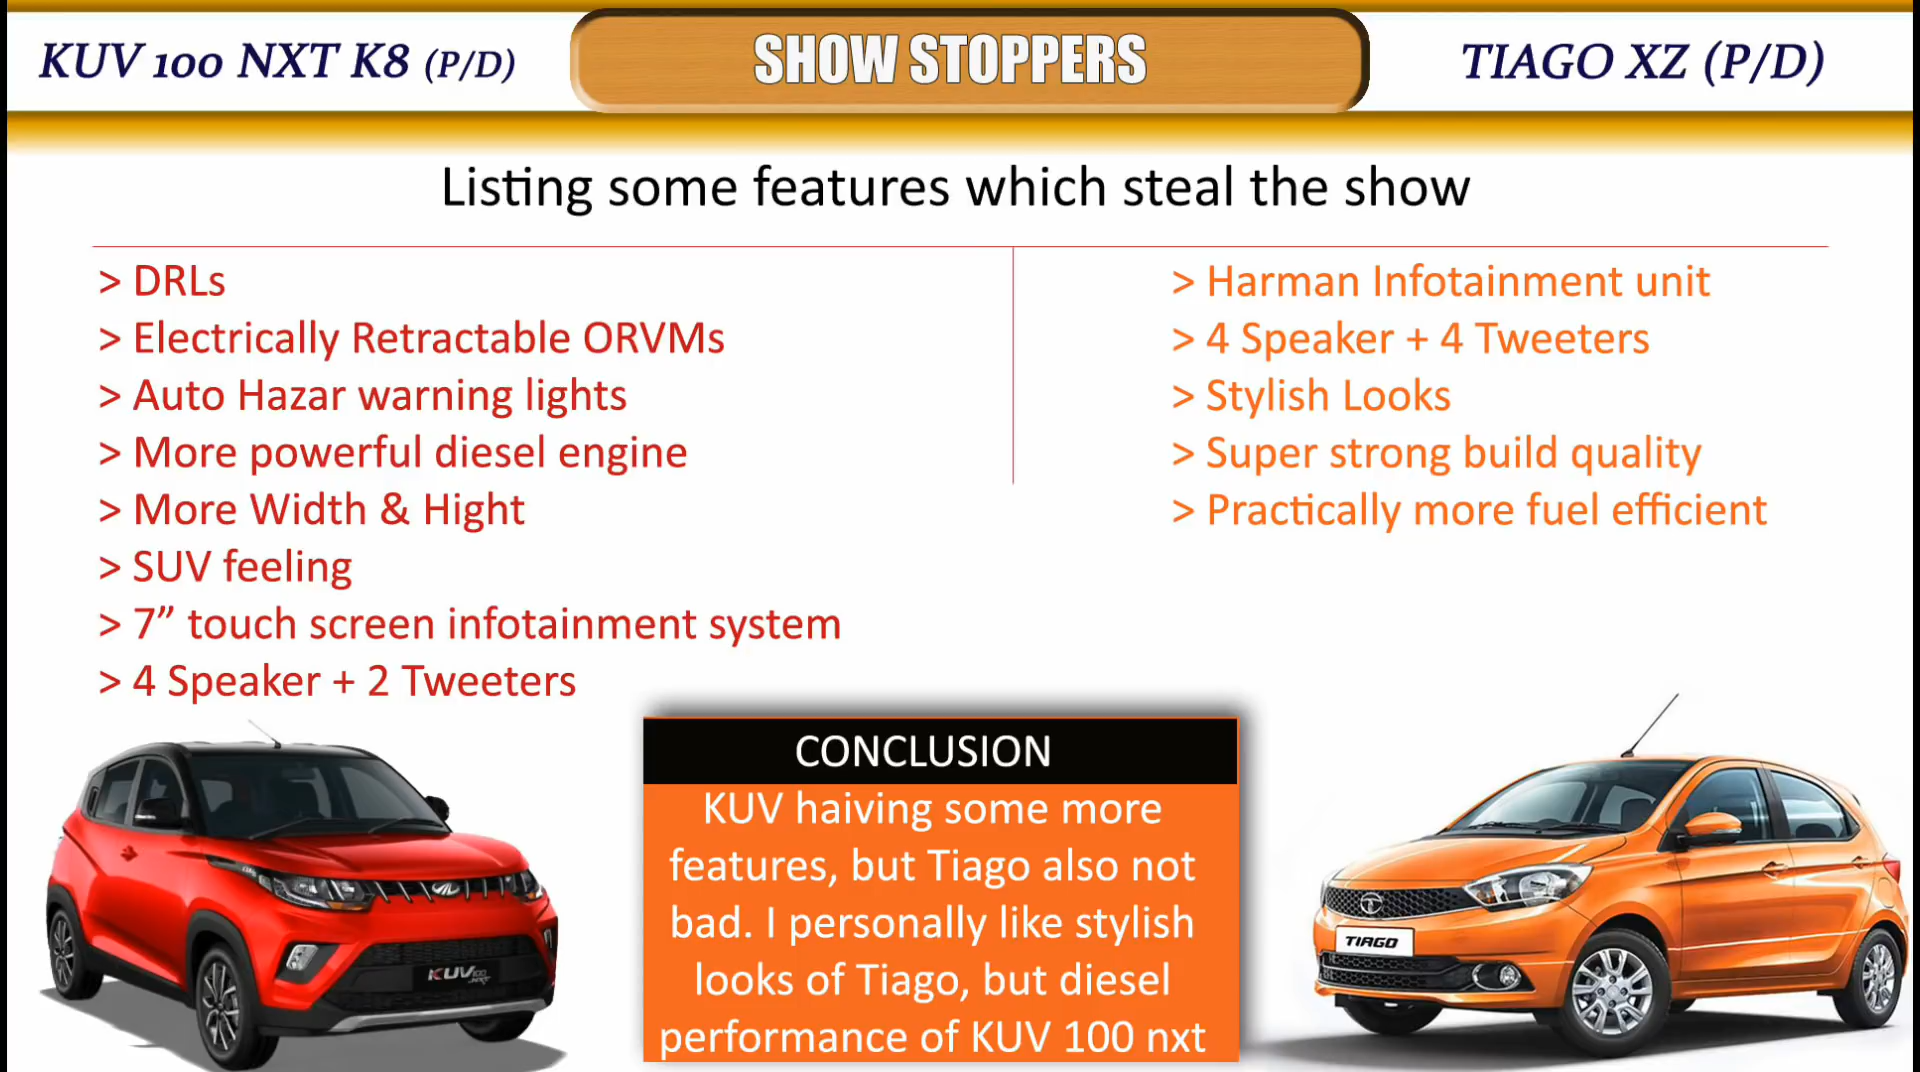 KUV 100 NXT K8 (P/D)
SHOW STOPPERS
TIAGO XZ (P/D)
Listing some features which steal the show
> DRLs
> Electrically Retractable ORVMs
> Auto Hazar warning lights
> More powerful diesel engine
> More Width & Hight
> SUV feeling
> 7” touch screen infotainment system
> 4 Speaker + 2 Tweeters
> Harman Infotainment unit
> 4 Speaker + 4 Tweeters
> Stylish Looks
> Super strong build quality
> Practically more fuel efficient
CONCLUSION
KUV haiving some more
features, but Tiago also not
bad. I personally like stylish
looks of Tiago, but diesel
performance of KUV 100 nxt
KUV100
NXT
TIAGO